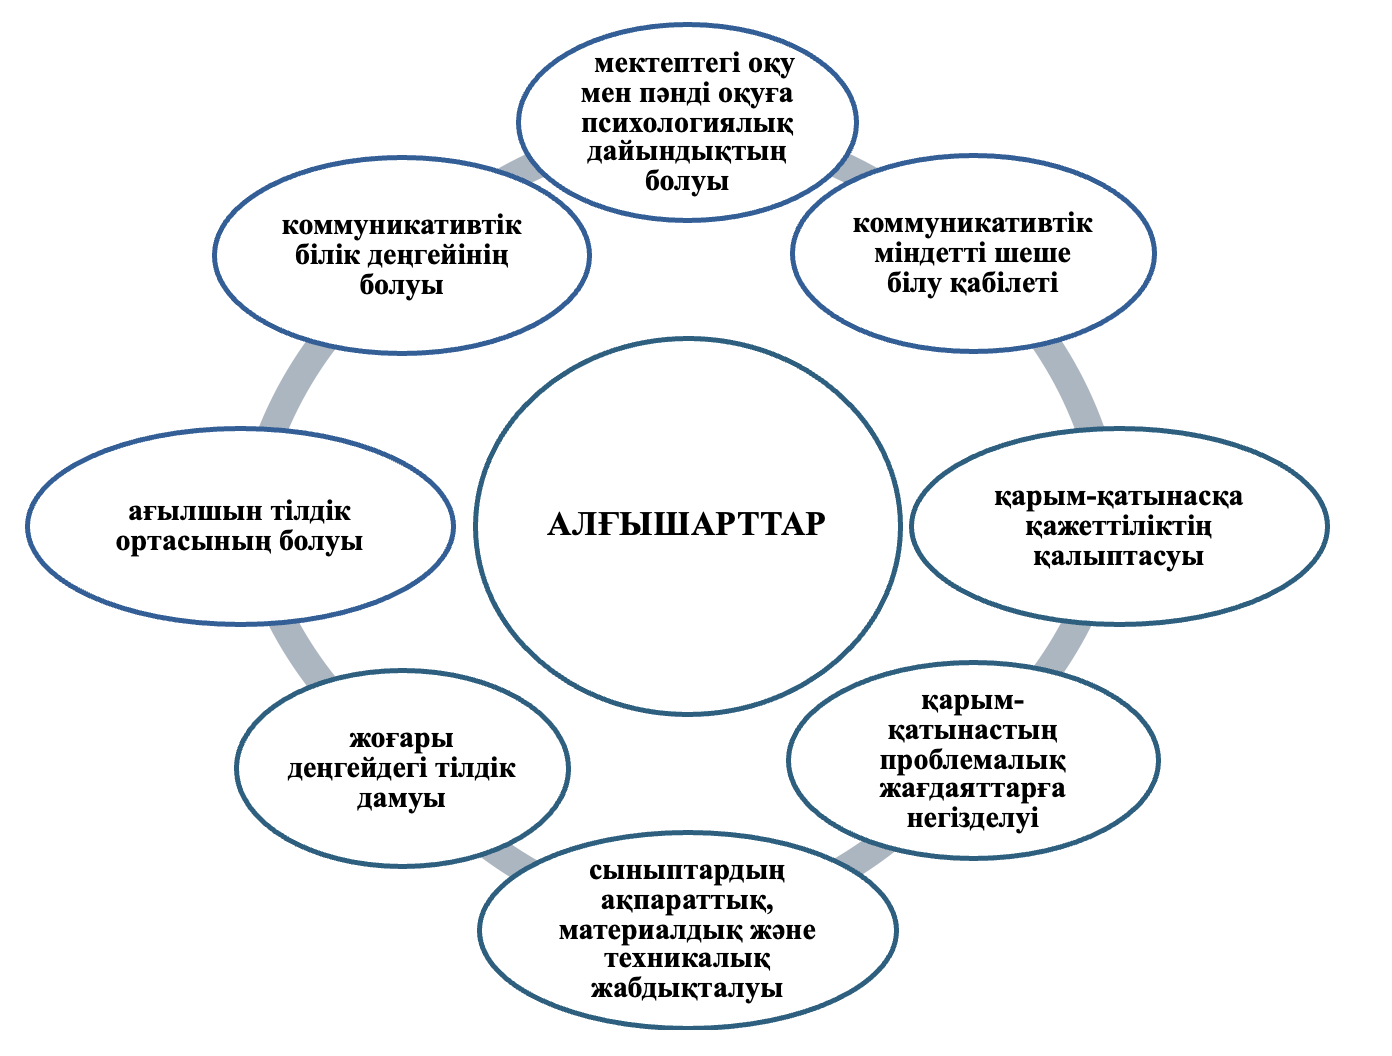 мектептегі оқу
мен пәнді оқуға
психологиялық
дайындықтың
болуы
коммуникативтік
міндетті шеше
білу қабілеті
қарым-қатынасқа
қажеттіліктің
қалыптасуы
қарым-
қатынастың
проблемалық
жағдаяттарға
негізделуі
сыныптардың
ақпараттық,
материалдық және
техникалық
жабдықталуы
жоғары
деңгейдегі тілдік
дамуы
ағылшын тілдік
ортасының болуы
коммуникативтік
білік деңгейінің
болуы
АЛҒЫШАРТТАР